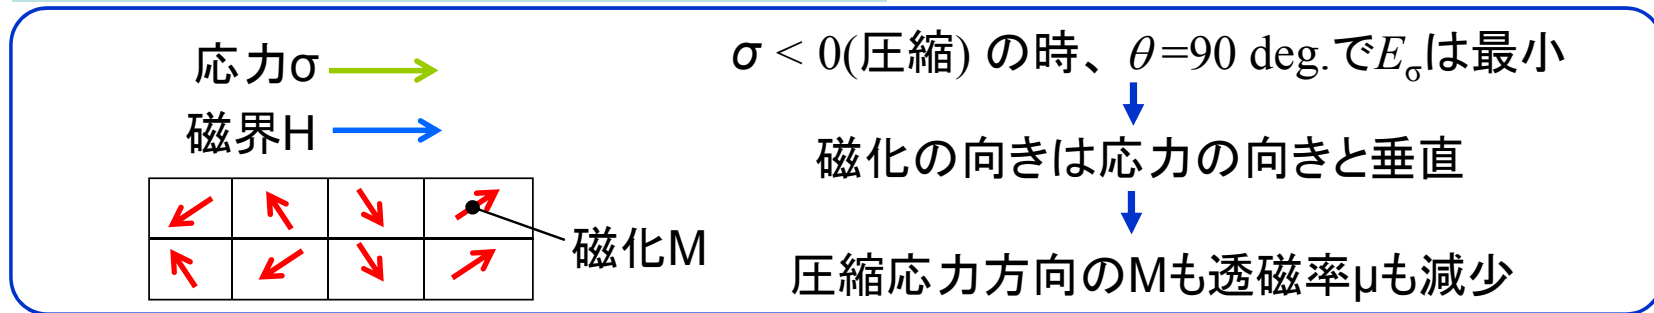 応力σ
磁界H
磁化M
σ < 0(圧縮) の時、θ=90 deg.でEσは最小
磁化の向きは応力の向きと垂直
圧縮応力方向のMも透磁率μも減少